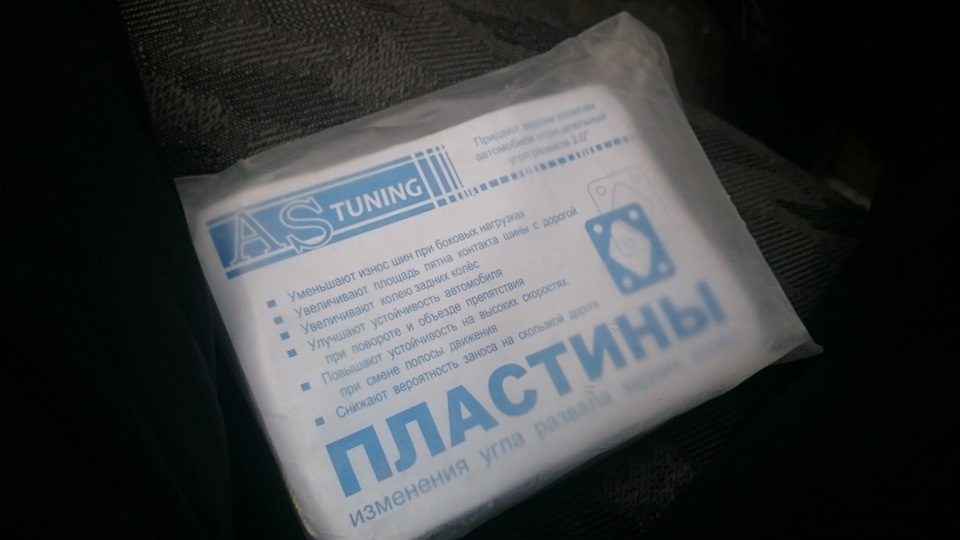 AS TUNING
Придают задним колесам
автомобиля отрицательный
угол развала 2,0°
Уменьшают износ шин при боковых нагрузках
Увеличивают площадь пятна контакта шины с дорогой
Увеличивают колею задних колёс
Улучшают устойчивость автомобиля
при повороте и объезде препятствия
Повышают устойчивость на высоких скоростях,
при смене полосы движения
Снижают вероятность заноса на скользкой дороге
ПЛАСТИНЫ
изменения угла развала задних колес